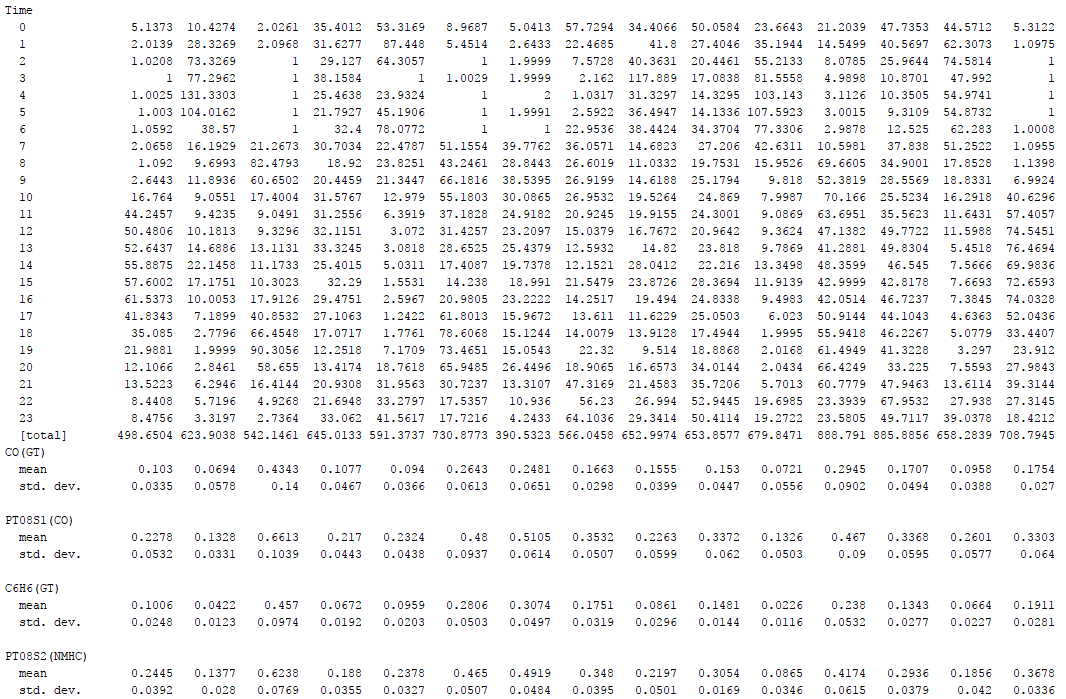 Time
0 5.1373 10.4274 2.0261 35.4012 53.3169 8.9687 5.0413 57.7294 34.4066 50.0584 23.6643 21.2039 47.7353 44.5712 5.3122
1 2.0139 28.3269 2.0968 31.6277 87.448 5.4514 2.6433 22.4685 41.8 27.4046 35.1944 14.5499 40.5697 62.3073 1.0975
2 1.0208 73.3269 1 29.127 64.3057 1 1.9999 7.5728 40.3631 20.4461 55.2133 8.0785 25.9644 74.5814 1
3 1 77.2962 1 38.1584 1 1.0029 1.9999 2.162 117.889 17.0838 81.5558 4.9898 10.8701 47.992 1
4 1.0025 131.3303 1 25.4638 23.9324 1 2 1.0317 31.3297 14.3295 103.143 3.1126 10.3505 54.9741 1
5 1.003 104.0162 1 21.7927 45.1906 1 1.9991 2.5922 36.4947 14.1336 107.5923 3.0015 9.3109 54.8732 1
6 1.0592 38.57 1 32.4 78.0772 1 1 22.9536 38.4424 34.3704 77.3306 2.9878 12.525 62.283 1.0008
7 2.0658 16.1929 21.2673 30.7034 22.4787 51.1554 39.7762 36.0571 14.6823 27.206 42.6311 10.5981 37.838 51.2522 1.0955
8 1.092 9.6993 82.4793 18.92 23.8251 43.2461 28.8443 26.6019 11.0332 19.7531 15.9526 69.6605 34.9001 17.8528 1.1398
9 2.6443 11.8936 60.6502 20.4459 21.3447 66.1816 38.5395 26.9199 14.6188 25.1794 9.818 52.3819 28.5569 18.8331 6.9924
10 16.764 9.0551 17.4004 31.5767 12.979 55.1803 30.0865 26.9532 19.5264 24.869 7.9987 70.166 25.5234 16.2918 40.6296
11 44.2457 9.4235 9.0491 31.2556 6.3919 37.1828 24.9182 20.9245 19.9155 24.3001 9.0869 63.6951 35.5623 11.6431 57.4057
12 50.4806 10.1813 9.3296 32.1151 3.072 31.4257 23.2097 15.0379 16.7672 20.9642 9.3624 47.1382 49.7722 11.5988 74.5451
13 52.6437 14.6886 13.1131 33.3245 3.0818 28.6525 25.4379 12.5932 14.82 23.818 9.7869 41.2881 49.8304 5.4518 76.4694
14 55.8875 22.1458 11.1733 25.4015 5.0311 17.4087 19.7378 12.1521 28.0412 22.216 13.3498 48.3599 46.545 7.5666 69.9836
15 57.6002 17.1751 10.3023 32.29 1.5531 14.238 18.991 21.5479 23.8726 28.3694 11.9139 42.9999 42.8178 7.6693 72.6593
16 61.5373 10.0053 17.9126 29.4751 2.5967 20.9805 23.2222 14.2517 19.494 24.8338 9.4983 42.0514 46.7237 7.3845 74.0328
17 41.8343 7.1899 40.8532 27.1063 1.2422 61.8013 15.9672 13.611 11.6229 25.0503 6.023 50.9144 44.1043 4.6363 52.0436
18 35.085 2.7796 66.4548 17.0717 1.7761 78.6068 15.1244 14.0079 13.9128 17.4944 1.9995 55.9418 46.2267 5.0779 33.4407
19 21.9881 1.9999 90.3056 12.2518 7.1709 73.4651 15.0543 22.32 9.514 18.8868 2.0168 61.4949 41.3228 3.297 23.912
20 12.1066 2.8461 58.655 13.4174 18.7618 65.9485 26.4496 18.9065 16.6573 34.0144 2.0434 66.4249 33.225 7.5593 27.9843
21 13.5223 6.2946 16.4144 20.9308 31.9563 30.7237 13.3107 47.3169 21.4583 35.7206 5.7013 60.7779 47.9463 13.6114 39.3144
22 8.4408 5.7196 4.9268 21.6948 33.2797 17.5357 10.936 56.23 26.994 52.9445 19.6985 23.3939 67.9532 27.938 27.3145
23 8.4756 3.3197 2.7364 33.062 41.5617 17.7216 4.2433 64.1036 29.3414 50.4114 19.2722 23.5805 49.7117 39.0378 18.4212
[total] 498.6504 623.9038 542.1461 645.0133 591.3737 730.8773 390.5323 566.0458 652.9974 653.8577 679.8471 888.791 885.8856 658.2839 708.7945
CO(GT)
mean 0.103 0.0694 0.4343 0.1077 0.094 0.2643 0.2481 0.1663 0.1555 0.153 0.0721 0.2945 0.1707 0.0958 0.1754
std. dev. 0.0335 0.0578 0.14 0.0467 0.0366 0.0613 0.0651 0.0298 0.0399 0.0447 0.0556 0.0902 0.0494 0.0388 0.027
PT08S1(CO)
mean 0.2278 0.1328 0.6613 0.217 0.2324 0.48 0.5105 0.3532 0.2263 0.3372 0.1326 0.467 0.3368 0.2601 0.3303
std. dev. 0.0532 0.0331 0.1039 0.0443 0.0438 0.0937 0.0614 0.0507 0.0599 0.062 0.0503 0.09 0.0595 0.0577 0.064
C6H6(GT)
mean 0.1006 0.0422 0.457 0.0672 0.0959 0.2806 0.3074 0.1751 0.0861 0.1481 0.0226 0.238 0.1343 0.0664 0.1911
std. dev. 0.0248 0.0123 0.0974 0.0192 0.0203 0.0503 0.0497 0.0319 0.0296 0.0144 0.0116 0.0532 0.0277 0.0227 0.0281
PT08S2(NMHC)
mean 0.2445 0.1377 0.6238 0.188 0.2378 0.465 0.4919 0.348 0.2197 0.3054 0.0865 0.4174 0.2936 0.1856 0.3678
std. dev. 0.0392 0.028 0.0769 0.0355 0.0327 0.0507 0.0484 0.0395 0.0501 0.0169 0.0346 0.0615 0.0379 0.042 0.0336